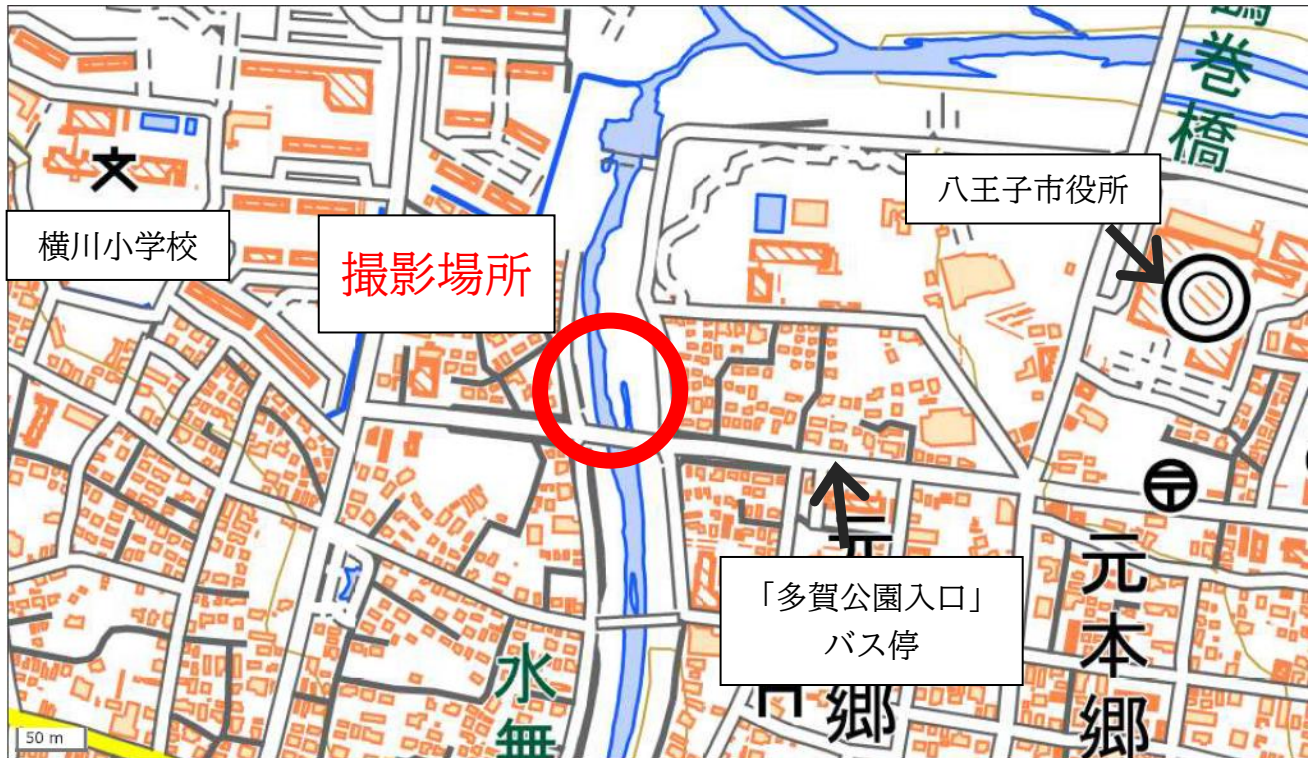 巻橋
八王子市役所
横川小学校
撮影場所
「多賀公園入口」
バス停
元本郷
郷
水無
50 m